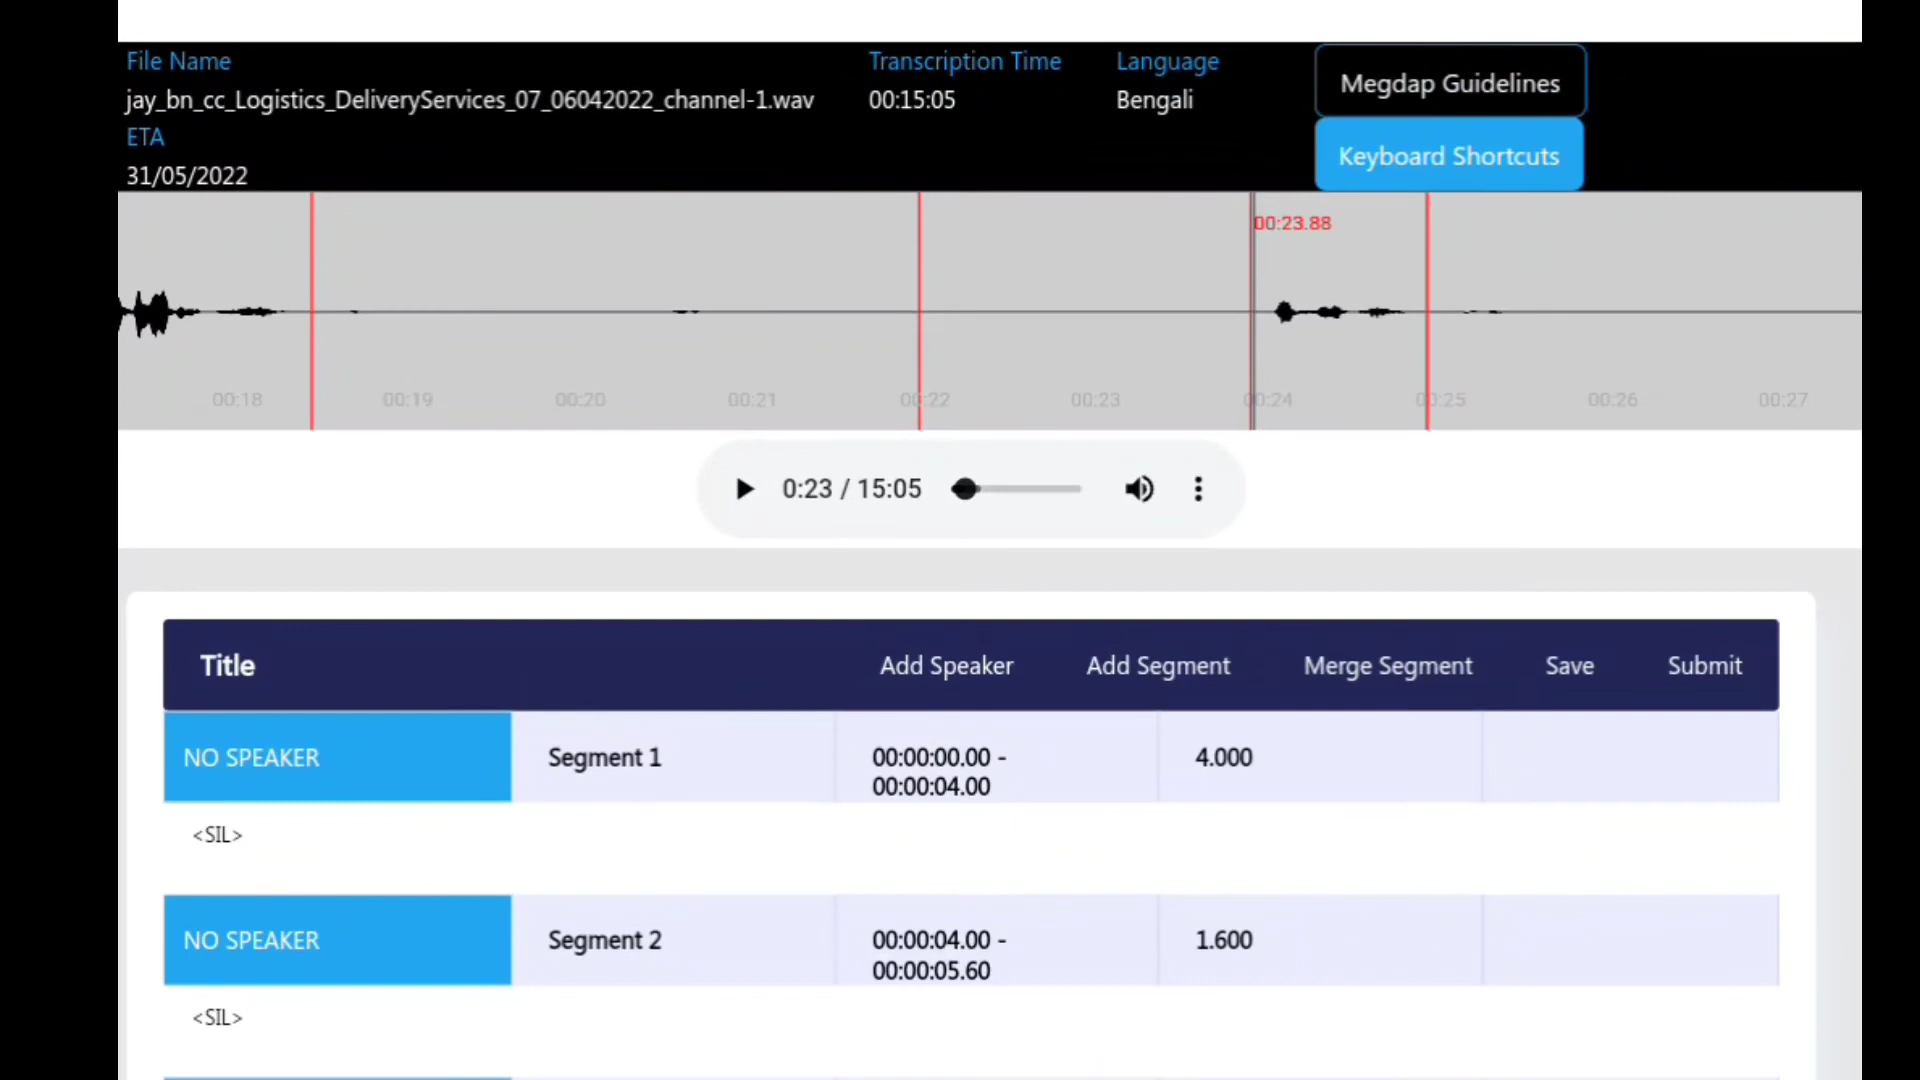 File Name
Transcription Time
Language
Megdap Guidelines
jay_bn_cc_Logistics_DeliveryServices_07_06042022_channel-1.wav
00:15:05
Bengali
ETA
Keyboard Shortcuts
31/05/2022
00:23.88
00:18 00:19 00:20 00:21 00:22 00:23 00:24 00:25 00:26 00:27
0:23 / 15:05
Title Add Speaker Add Segment Merge Segment Save Submit
NO SPEAKER Segment 1 00:00:00.00 - 4.000
00:00:04.00
<SIL>
NO SPEAKER Segment 2 00:00:04.00 - 1.600
00:00:05.60
<SIL>